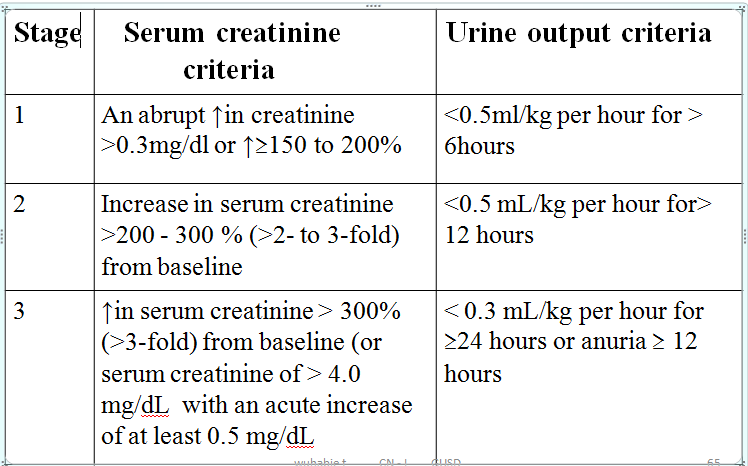 Stage
Serum creatinine
criteria
Urine output criteria
1
An abrupt ↑in creatinine
>0.3mg/dl or ↑≥150 to 200%
<0.5ml/kg per hour for >
6hours
2
Increase in serum creatinine
>200 - 300 % (>2- to 3-fold)
from baseline
<0.5 mL/kg per hour for>
12 hours
3
↑in serum creatinine > 300%
(>3-fold) from baseline (or
serum creatinine of > 4.0
mg/dL with an acute increase
of at least 0.5 mg/dL
< 0.3 mL/kg per hour for
≥24 hours or anuria ≥ 12
hours
65